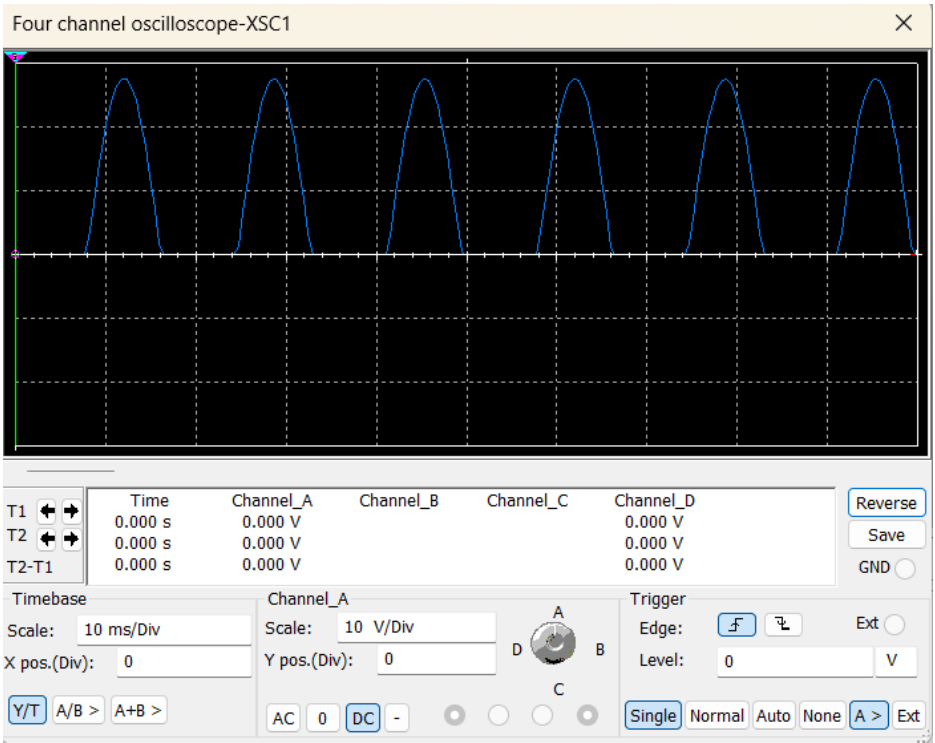 Four channel oscilloscope-XSC1
Time Channel_A Channel_B Channel_C Channel_D
T1 0.000 s 0.000 V 0.000 V
T2 0.000 s 0.000 V 0.000 V
T2-T1 0.000 s 0.000 V 0.000 V
Reverse
Save
GND
Timebase
Scale: 10 ms/Div
X pos.(Div): 0
Y/T A/B > A+B >
Channel_A
Scale: 10 V/Div
Y pos.(Div): 0
AC 0 DC -
A
D B
C
Trigger
Edge: Ext
Level: 0 V
Single Normal Auto None A > Ext